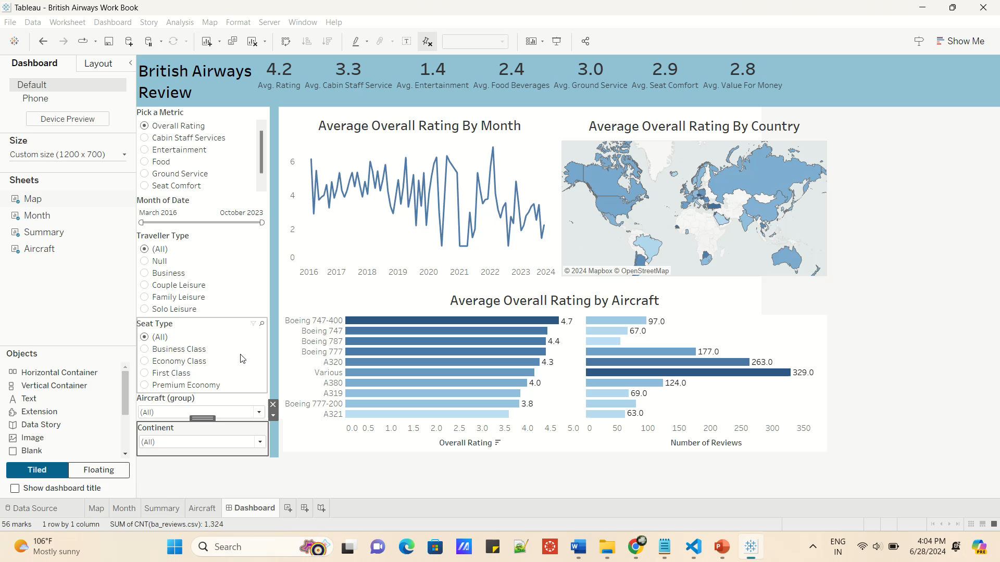 Tableau - British Airways Work Book
File Data Worksheet Dashboard Story Analysis Map Format Server Window Help
Show Me
Dashboard Layout
Default
Phone
Device Preview
Size
Custom size (1200 x 700)
Sheets
Map
Month
Summary
Aircraft
Objects
Horizontal Container
Vertical Container
Text
Extension
Data Story
Image
Blank
Tiled Floating
Show dashboard title
British Airways
Review
4.2 3.3 1.4 2.4 3.0 2.9 2.8
Avg. Rating Avg. Cabin Staff Service Avg. Entertainment Avg. Food Beverages Avg. Ground Service Avg. Seat Comfort Avg. Value For Money
Pick a Metric
Overall Rating
Cabin Staff Services
Entertainment
Food
Ground Service
Seat Comfort
Month of Date
March 2016 October 2023
Traveller Type
(All)
Null
Business
Couple Leisure
Family Leisure
Solo Leisure
Seat Type
(All)
Business Class
Economy Class
First Class
Premium Economy
Aircraft (group)
(All)
Continent
(All)
Average Overall Rating By Month
6
4
2
0
2016 2017 2018 2019 2020 2021 2022 2023 2024
Average Overall Rating By Country
© 2024 Mapbox © OpenStreetMap
Average Overall Rating by Aircraft
Boeing 747-400 4.7 97.0
Boeing 747 67.0
Boeing 787 4.4
Boeing 777 177.0
A320 4.3 263.0
Various 329.0
A380 4.0 124.0
A319 69.0
Boeing 777-200 3.8
A321 63.0
0.0 0.5 1.0 1.5 2.0 2.5 3.0 3.5 4.0 4.5 5.0 0 50 100 150 200 250 300 350
Overall Rating Number of Reviews
Data Source Map Month Summary Aircraft Dashboard
56 marks 1 row by 1 column SUM of CNT(ba_reviews.csv): 1,324
106°F
Mostly sunny
Search
ENG
IN
4:04 PM
6/28/2024
PRE